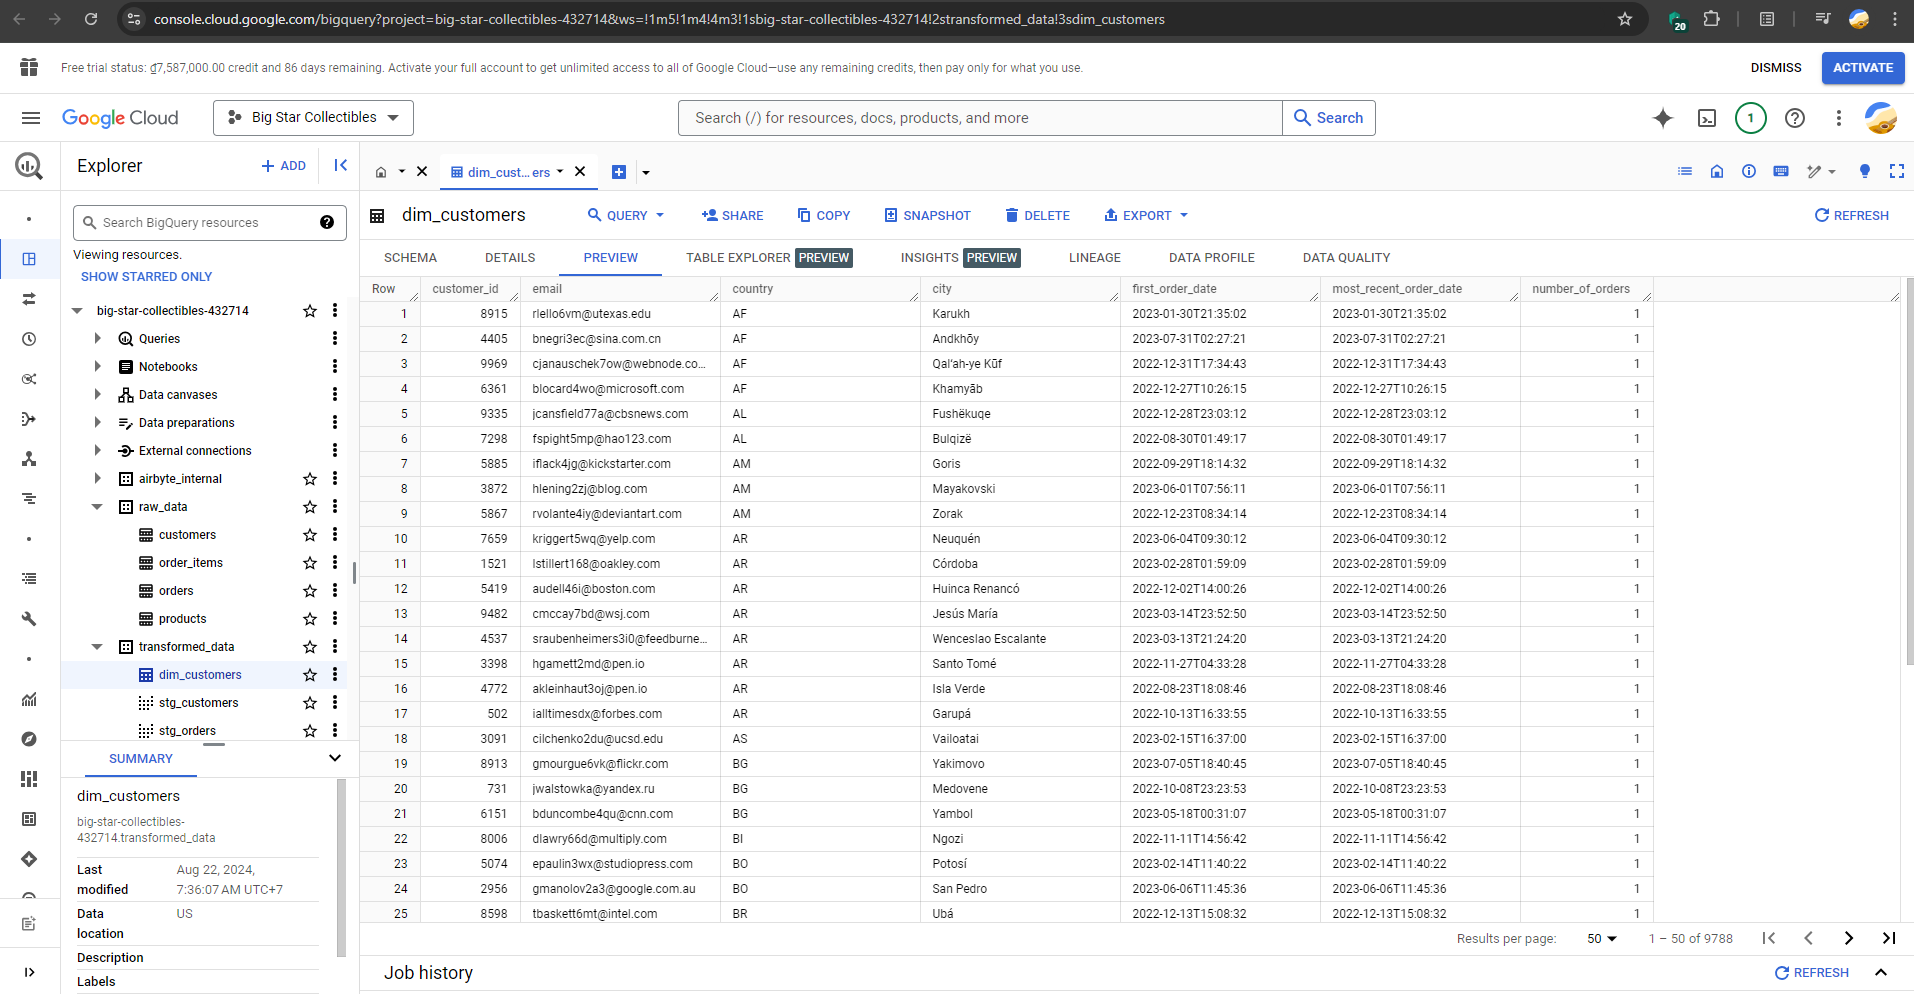 console.cloud.google.com/bigquery?project=big-star-collectibles-432714&ws=!1m5!1m4!4m3!1sbig-star-collectibles-432714!2stransformed_data!3sdim_customers
20
Free trial status: ₫7,587,000.00 credit and 86 days remaining. Activate your full account to get unlimited access to all of Google Cloud—use any remaining credits, then pay only for what you use.
DISMISS
ACTIVATE
Google Cloud
Big Star Collectibles
Search (/) for resources, docs, products, and more
Search
1
Explorer
ADD
Search BigQuery resources
Viewing resources.
SHOW STARRED ONLY
big-star-collectibles-432714
Queries
Notebooks
Data canvases
Data preparations
External connections
airbyte_internal
raw_data
customers
order_items
orders
products
transformed_data
dim_customers
stg_customers
stg_orders
SUMMARY
dim_customers
big-star-collectibles-
432714.transformed_data
Last modified Aug 22, 2024, 7:36:07 AM UTC+7
Data location US
Description
Labels
dim_cust... ers
dim_customers
QUERY
SHARE
COPY
SNAPSHOT
DELETE
EXPORT
REFRESH
SCHEMA DETAILS PREVIEW TABLE EXPLORER PREVIEW INSIGHTS PREVIEW LINEAGE DATA PROFILE DATA QUALITY
Row customer_id email country city first_order_date most_recent_order_date number_of_orders
1 8915 rlello6vm@utexas.edu AF Karukh 2023-01-30T21:35:02 2023-01-30T21:35:02 1
2 4405 bnegri3ec@sina.com.cn AF Andkhōy 2023-07-31T02:27:21 2023-07-31T02:27:21 1
3 9969 cjanauschek7ow@webnode.co... AF Qal‘ah-ye Kūf 2022-12-31T17:34:43 2022-12-31T17:34:43 1
4 6361 blocard4wo@microsoft.com AF Khamyāb 2022-12-27T10:26:15 2022-12-27T10:26:15 1
5 9335 jcansfield77a@cbsnews.com AL Fushëkuqe 2022-12-28T23:03:12 2022-12-28T23:03:12 1
6 7298 fspight5mp@hao123.com AL Bulqizë 2022-08-30T01:49:17 2022-08-30T01:49:17 1
7 5885 iflack4jg@kickstarter.com AM Goris 2022-09-29T18:14:32 2022-09-29T18:14:32 1
8 3872 hlening2zj@blog.com AM Mayakovski 2023-06-01T07:56:11 2023-06-01T07:56:11 1
9 5867 rvolante4iy@deviantart.com AM Zorak 2022-12-23T08:34:14 2022-12-23T08:34:14 1
10 7659 kriggert5wq@yelp.com AR Neuquén 2023-06-04T09:30:12 2023-06-04T09:30:12 1
11 1521 lstillert168@oakley.com AR Córdoba 2023-02-28T01:59:09 2023-02-28T01:59:09 1
12 5419 audell46i@boston.com AR Huinca Renancó 2022-12-02T14:00:26 2022-12-02T14:00:26 1
13 9482 cmccay7bd@wsj.com AR Jesús María 2023-03-14T23:52:50 2023-03-14T23:52:50 1
14 4537 sraubenheimers3i0@feedburne... AR Wenceslao Escalante 2023-03-13T21:24:20 2023-03-13T21:24:20 1
15 3398 hgamett2md@pen.io AR Santo Tomé 2022-11-27T04:33:28 2022-11-27T04:33:28 1
16 4772 akleinhaut3oj@pen.io AR Isla Verde 2022-08-23T18:08:46 2022-08-23T18:08:46 1
17 502 ialltimesdx@forbes.com AR Garupá 2022-10-13T16:33:55 2022-10-13T16:33:55 1
18 3091 cilchenko2du@ucsd.edu AS Vailoatai 2023-02-15T16:37:00 2023-02-15T16:37:00 1
19 8913 gmourgue6vk@flickr.com BG Yakimovo 2023-07-05T18:40:45 2023-07-05T18:40:45 1
20 731 jwalstowka@yandex.ru BG Medovene 2022-10-08T23:23:53 2022-10-08T23:23:53 1
21 6151 bduncombe4qu@cnn.com BG Yambol 2023-05-18T00:31:07 2023-05-18T00:31:07 1
22 8006 dlawry66d@multiply.com BI Ngozi 2022-11-11T14:56:42 2022-11-11T14:56:42 1
23 5074 epaulin3wx@studiopress.com BO Potosí 2023-02-14T11:40:22 2023-02-14T11:40:22 1
24 2956 gmanolov2a3@google.com.au BO San Pedro 2023-06-06T11:45:36 2023-06-06T11:45:36 1
25 8598 tbaskett6mt@intel.com BR Ubá 2022-12-13T15:08:32 2022-12-13T15:08:32 1
Results per page: 50 1 – 50 of 9788
Job history
REFRESH